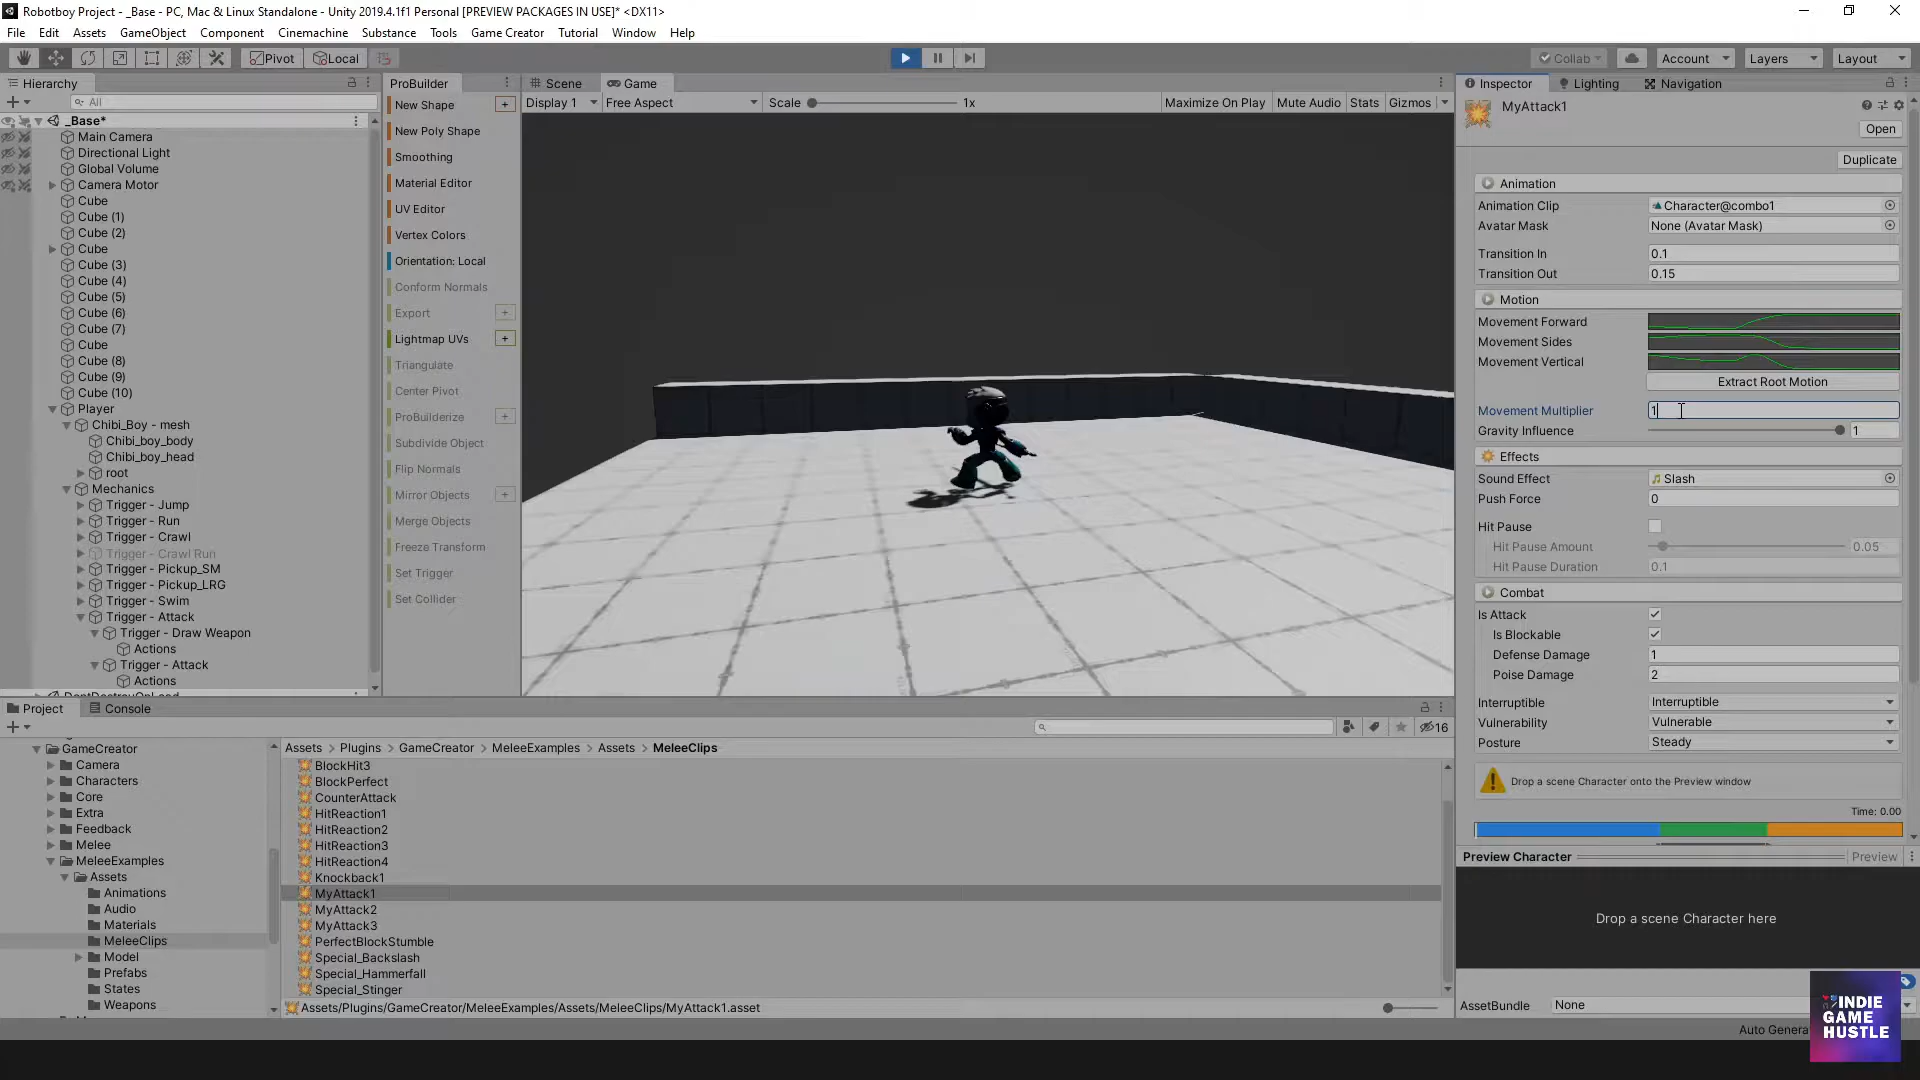 Robotboy Project - _Base - PC, Mac & Linux Standalone - Unity 2019.4.1f1 Personal [PREVIEW PACKAGES IN USE]* <DX11>
File Edit Assets GameObject Component Cinemachine Substance Tools Game Creator Tutorial Window Help
Pivot Local Collab Account Layers Layout
Hierarchy
All
_Base*
Main Camera
Directional Light
Global Volume
Camera Motor
Cube
Cube (1)
Cube (2)
Cube
Cube (3)
Cube (4)
Cube (5)
Cube (6)
Cube (7)
Cube
Cube (8)
Cube (9)
Cube (10)
Player
Chibi_Boy - mesh
Chibi_boy_body
Chibi_boy_head
root
Mechanics
Trigger - Jump
Trigger - Run
Trigger - Crawl
Trigger - Crawl Run
Trigger - Pickup_SM
Trigger - Pickup_LRG
Trigger - Swim
Trigger - Attack
Trigger - Draw Weapon
Actions
Trigger - Attack
Actions
ProBuilder
New Shape
New Poly Shape
Smoothing
Material Editor
UV Editor
Vertex Colors
Orientation: Local
Conform Normals
Export
Lightmap UVs
Triangulate
Center Pivot
ProBuilderize
Subdivide Object
Flip Normals
Mirror Objects
Merge Objects
Freeze Transform
Set Trigger
Set Collider
Scene Game
Display 1 Free Aspect Scale 1x Maximize On Play Mute Audio Stats Gizmos
Inspector Lighting Navigation
MyAttack1
Open
Duplicate
Animation
Animation Clip Character@combo1
Avatar Mask None (Avatar Mask)
Transition In 0.1
Transition Out 0.15
Motion
Movement Forward
Movement Sides
Movement Vertical
Extract Root Motion
Movement Multiplier 1
Gravity Influence 1
Effects
Sound Effect Slash
Push Force 0
Hit Pause
Hit Pause Amount 0.05
Hit Pause Duration 0.1
Combat
Is Attack
Is Blockable
Defense Damage 1
Poise Damage 2
Interruptible Interruptible
Vulnerability Vulnerable
Posture Steady
Drop a scene Character onto the Preview window
Time: 0.00
Preview Character Preview
Drop a scene Character here
AssetBundle None
Auto Genera
INDIE
GAME
HUSTLE
Project Console
16
GameCreator
Camera
Characters
Core
Extra
Feedback
Melee
MeleeExamples
Assets
Animations
Audio
Materials
MeleeClips
Model
Prefabs
States
Weapons
Assets Plugins GameCreator MeleeExamples Assets MeleeClips
BlockHit3
BlockPerfect
CounterAttack
HitReaction1
HitReaction2
HitReaction3
HitReaction4
Knockback1
MyAttack1
MyAttack2
MyAttack3
PerfectBlockStumble
Special_Backslash
Special_Hammerfall
Special_Stinger
Assets/Plugins/GameCreator/MeleeExamples/Assets/MeleeClips/MyAttack1.asset